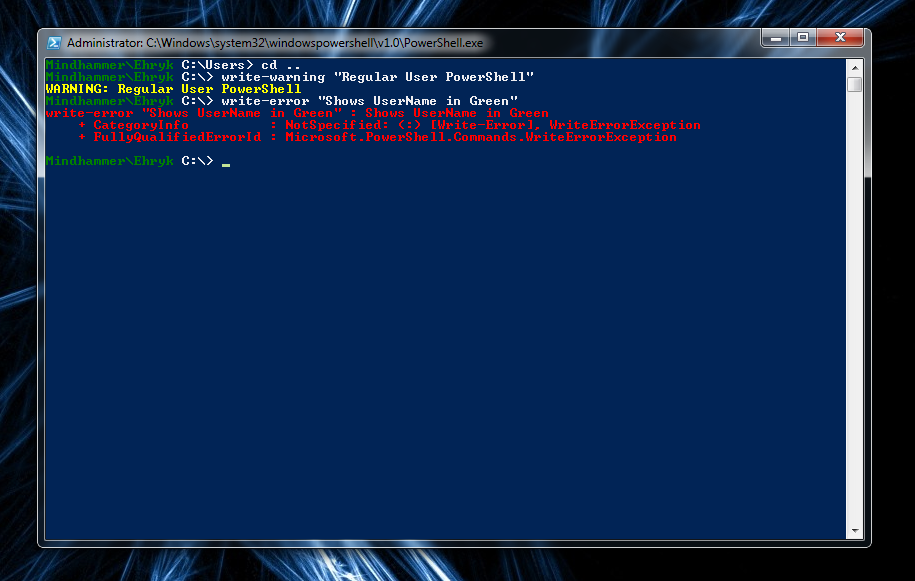 Administrator: C:\Windows\system32\windowspowershell\v1.0\PowerShell.exe
Mindhammer\Ehryk C:\Users> cd ..
Mindhammer\Ehryk C:\> write-warning "Regular User PowerShell"
WARNING: Regular User PowerShell
Mindhammer\Ehryk C:\> write-error "Shows UserName in Green"
write-error "Shows UserName in Green" : Shows UserName in Green
    + CategoryInfo          : NotSpecified: (:) [Write-Error], WriteErrorException
    + FullyQualifiedErrorId : Microsoft.PowerShell.Commands.WriteErrorException
Mindhammer\Ehryk C:\> _